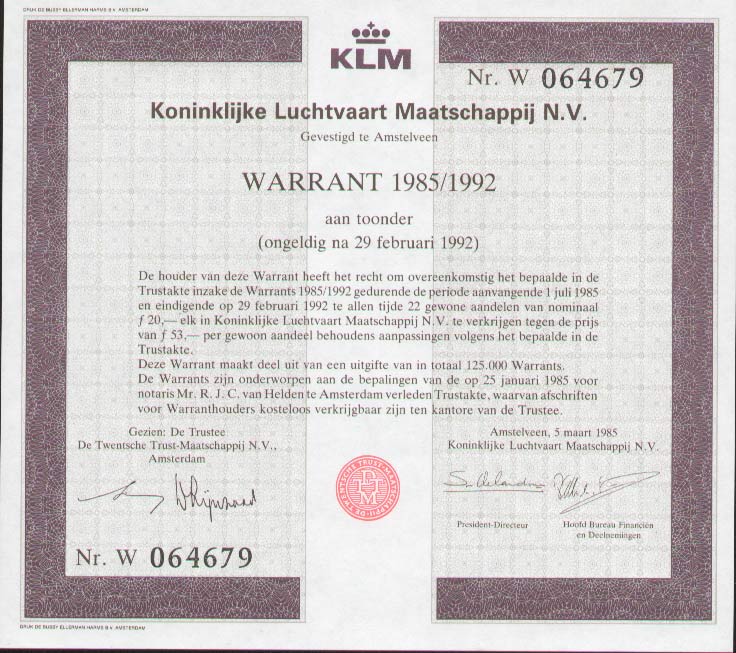 DRUK DE BUSSY ELLERMAN HARMS B.V. AMSTERDAM
KLM
Nr. W 064679
Koninklijke Luchtvaart Maatschappij N.V.
Gevestigd te Amstelveen
WARRANT 1985/1992
aan toonder
(ongeldig na 29 februari 1992)
De houder van deze Warrant heeft het recht om overeenkomstig het bepaalde in de
Trustakte inzake de Warrants 1985/1992 gedurende de periode aanvangende 1 juli 1985
en eindigende op 29 februari 1992 te allen tijde 22 gewone aandelen van nominaal
ƒ 20,— elk in Koninklijke Luchtvaart Maatschappij N.V. te verkrijgen tegen de prijs
van ƒ 53,— per gewoon aandeel behoudens aanpassingen volgens het bepaalde in de
Trustakte.
Deze Warrant maakt deel uit van een uitgifte van in totaal 125.000 Warrants.
De Warrants zijn onderworpen aan de bepalingen van de op 25 januari 1985 voor
notaris Mr. R. J. C. van Helden te Amsterdam verleden Trustakte, waarvan afschriften
voor Warranthouders kosteloos verkrijgbaar zijn ten kantore van de Trustee.
Gezien: De Trustee
De Twentsche Trust-Maatschappij N.V.,
Amsterdam
Amstelveen, 5 maart 1985
Koninklijke Luchtvaart Maatschappij N.V.
DE TWENTSCHE TRUST-MAATSCHAPPIJ
President-Directeur
Hoofd Bureau Financiën
en Deelnemingen
Nr. W 064679
DRUK DE BUSSY ELLERMAN HARMS B.V. AMSTERDAM